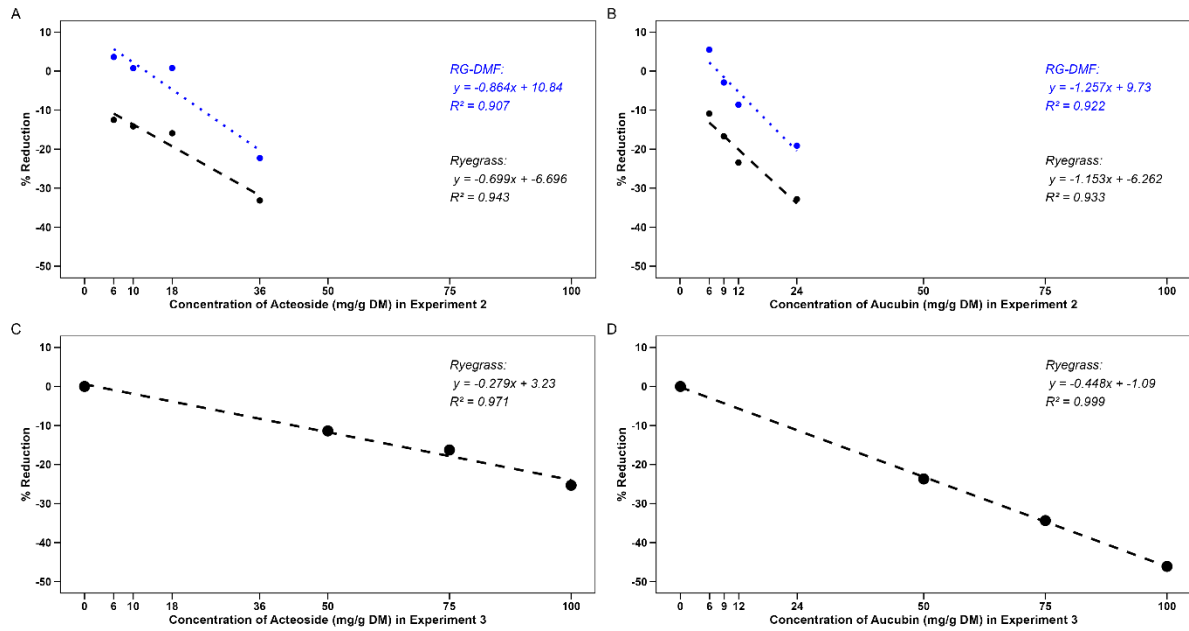 A
10
0
-10
-20
-30
-40
-50
% Reduction
RG-DMF:
y = -0.864x + 10.84
R² = 0.907
Ryegrass:
y = -0.699x + -6.696
R² = 0.943
0 6 10 18 36 50 75 100
Concentration of Acteoside (mg/g DM) in Experiment 2
B
10
0
-10
-20
-30
-40
-50
% Reduction
RG-DMF:
y = -1.257x + 9.73
R² = 0.922
Ryegrass:
y = -1.153x + -6.262
R² = 0.933
0 6 9 12 24 50 75 100
Concentration of Aucubin (mg/g DM) in Experiment 2
C
10
0
-10
-20
-30
-40
-50
% Reduction
Ryegrass:
y = -0.279x + 3.23
R² = 0.971
0 6 10 18 36 50 75 100
Concentration of Acteoside (mg/g DM) in Experiment 3
D
10
0
-10
-20
-30
-40
-50
% Reduction
Ryegrass:
y = -0.448x + -1.09
R² = 0.999
0 6 9 12 24 50 75 100
Concentration of Aucubin (mg/g DM) in Experiment 3